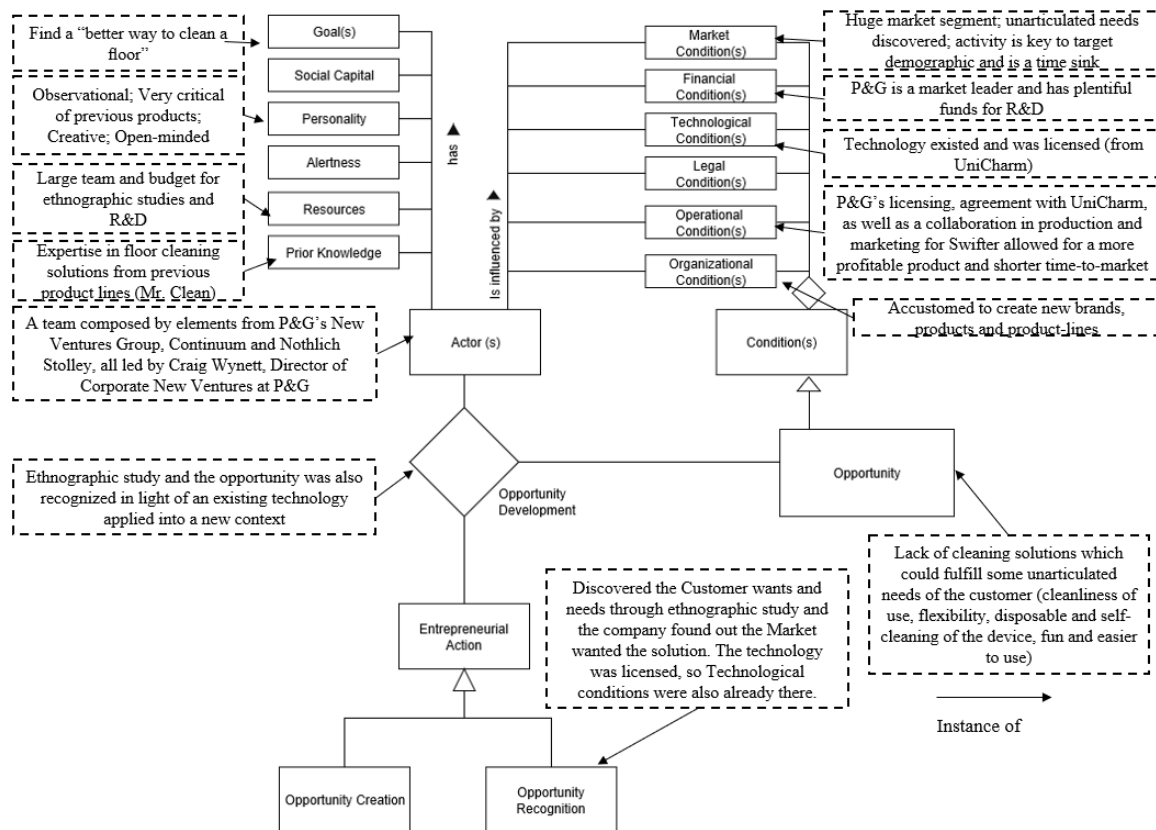 Find a “better way to clean a
floor”
Observational; Very critical
of previous products;
Creative; Open-minded
Large team and budget for
ethnographic studies and
R&D
Expertise in floor cleaning
solutions from previous
product lines (Mr. Clean)
A team composed by elements from P&G’s New
Ventures Group, Continuum and Nothlich
Stolley, all led by Craig Wynett, Director of
Corporate New Ventures at P&G
Goal(s)
Social Capital
Personality
Alertness
Resources
Prior Knowledge
has
Is influenced by
Market
Condition(s)
Financial
Condition(s)
Technological
Condition(s)
Legal
Condition(s)
Operational
Condition(s)
Organizational
Condition(s)
Huge market segment; unarticulated needs
discovered; activity is key to target
demographic and is a time sink
P&G is a market leader and has plentiful
funds for R&D
Technology existed and was licensed (from
UniCharm)
P&G’s licensing, agreement with UniCharm,
as well as a collaboration in production and
marketing for Swifter allowed for a more
profitable product and shorter time-to-market
Accustomed to create new brands,
products and product-lines
Actor (s)
Condition(s)
Ethnographic study and the opportunity was also
recognized in light of an existing technology
applied into a new context
Opportunity
Development
Opportunity
Lack of cleaning solutions which
could fulfill some unarticulated
needs of the customer (cleanliness of
use, flexibility, disposable and self-
cleaning of the device, fun and easier
to use)
Discovered the Customer wants and
needs through ethnographic study and
the company found out the Market
wanted the solution. The technology
was licensed, so Technological
conditions were also already there.
Entrepreneurial
Action
Instance of
Opportunity Creation
Opportunity
Recognition